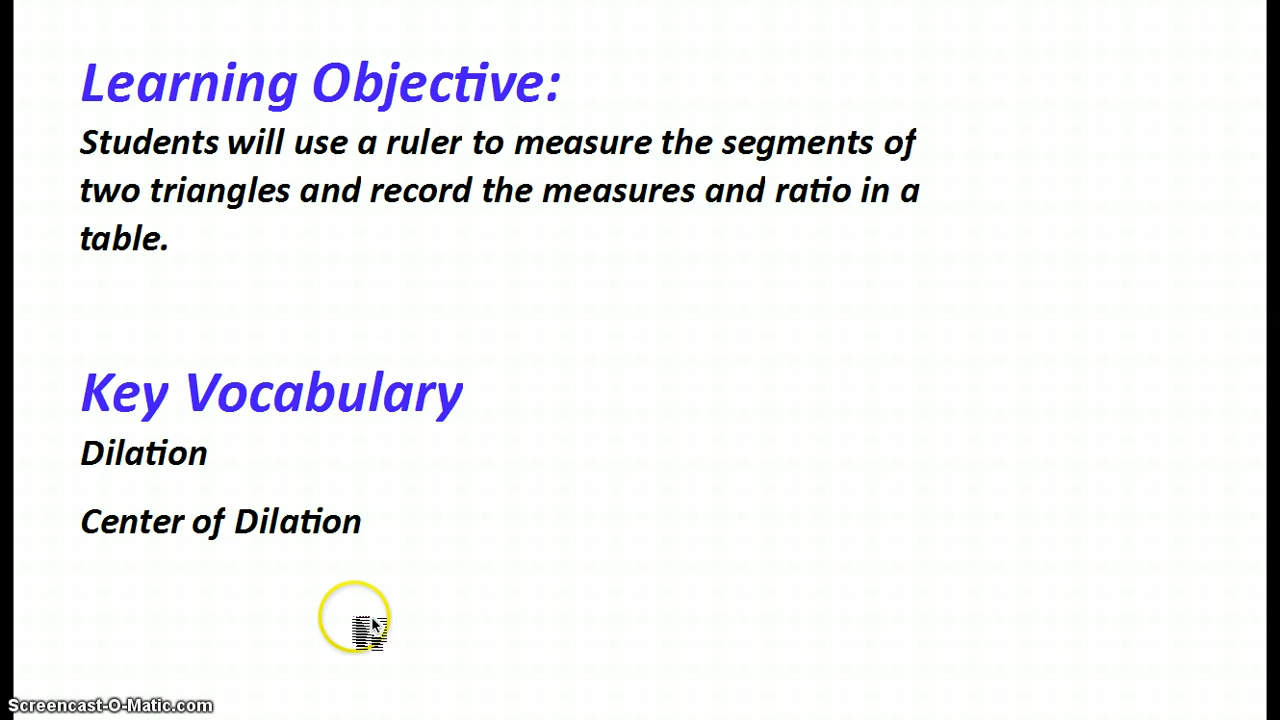 Learning Objective:
Students will use a ruler to measure the segments of
two triangles and record the measures and ratio in a
table.
Key Vocabulary
Dilation
Center of Dilation
Screencast-O-Matic.com